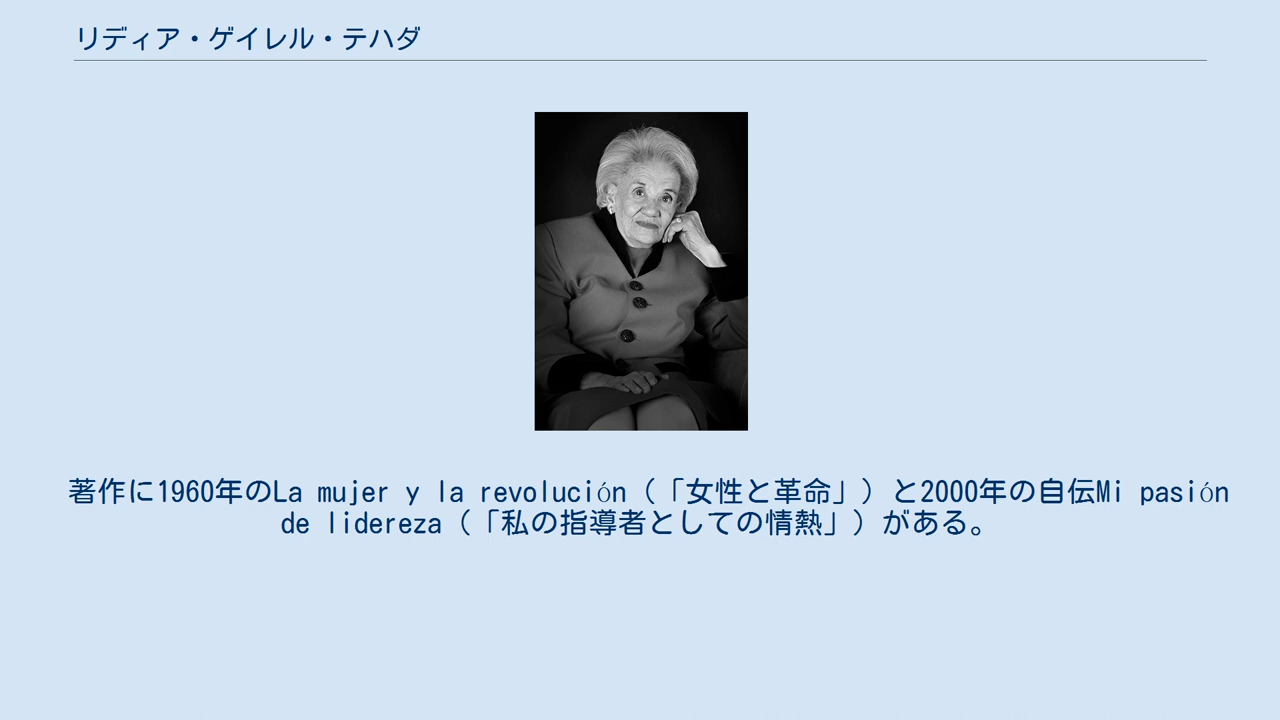 リディア・ゲイレル・テハダ
著作に1960年のLa mujer y la revolución（「女性と革命」）と2000年の自伝Mi pasión
de lidereza（「私の指導者としての情熱」）がある。